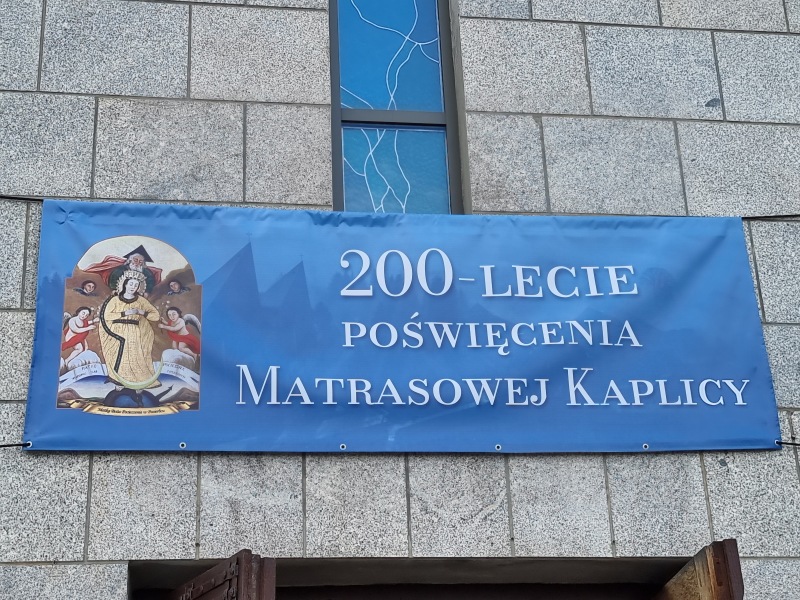 200-LECIE
POŚWIĘCENIA
MATRASOWEJ KAPLICY